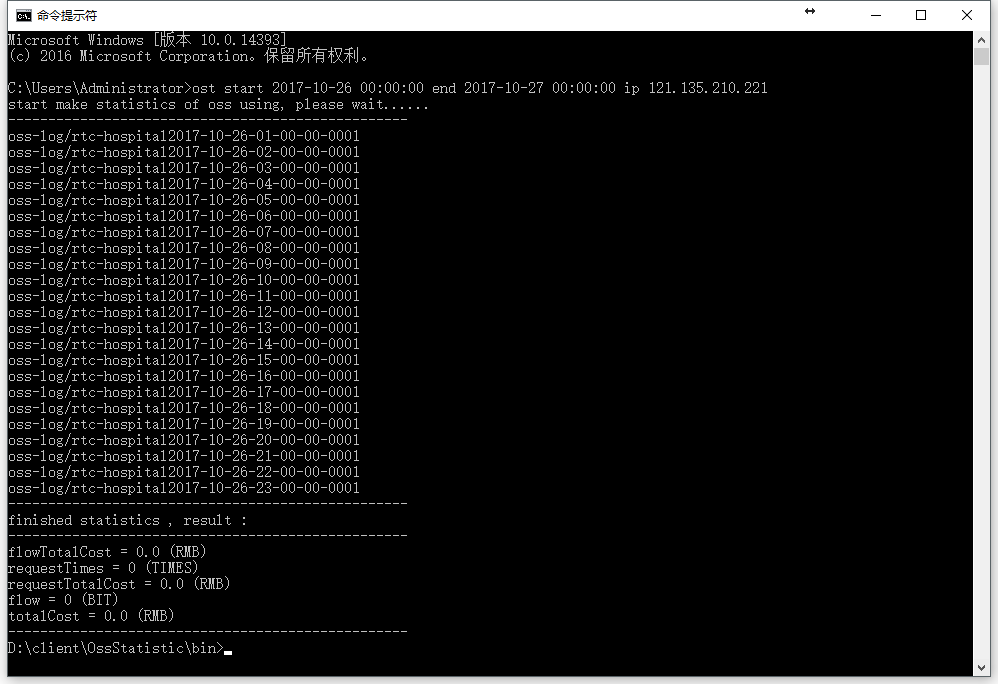 命令提示符
Microsoft Windows [版本 10.0.14393]
(c) 2016 Microsoft Corporation。保留所有权利。
C:\Users\Administrator>ost start 2017-10-26 00:00:00 end 2017-10-27 00:00:00 ip 121.135.210.221
start make statistics of oss using, please wait......
--------------------------------------------------
oss-log/rtc-hospital2017-10-26-01-00-00-0001
oss-log/rtc-hospital2017-10-26-02-00-00-0001
oss-log/rtc-hospital2017-10-26-03-00-00-0001
oss-log/rtc-hospital2017-10-26-04-00-00-0001
oss-log/rtc-hospital2017-10-26-05-00-00-0001
oss-log/rtc-hospital2017-10-26-06-00-00-0001
oss-log/rtc-hospital2017-10-26-07-00-00-0001
oss-log/rtc-hospital2017-10-26-08-00-00-0001
oss-log/rtc-hospital2017-10-26-09-00-00-0001
oss-log/rtc-hospital2017-10-26-10-00-00-0001
oss-log/rtc-hospital2017-10-26-11-00-00-0001
oss-log/rtc-hospital2017-10-26-12-00-00-0001
oss-log/rtc-hospital2017-10-26-13-00-00-0001
oss-log/rtc-hospital2017-10-26-14-00-00-0001
oss-log/rtc-hospital2017-10-26-15-00-00-0001
oss-log/rtc-hospital2017-10-26-16-00-00-0001
oss-log/rtc-hospital2017-10-26-17-00-00-0001
oss-log/rtc-hospital2017-10-26-18-00-00-0001
oss-log/rtc-hospital2017-10-26-19-00-00-0001
oss-log/rtc-hospital2017-10-26-20-00-00-0001
oss-log/rtc-hospital2017-10-26-21-00-00-0001
oss-log/rtc-hospital2017-10-26-22-00-00-0001
oss-log/rtc-hospital2017-10-26-23-00-00-0001
--------------------------------------------------
finished statistics , result :
--------------------------------------------------
flowTotalCost = 0.0 (RMB)
requestTimes = 0 (TIMES)
requestTotalCost = 0.0 (RMB)
flow = 0 (BIT)
totalCost = 0.0 (RMB)
--------------------------------------------------
D:\client\OssStatistic\bin>